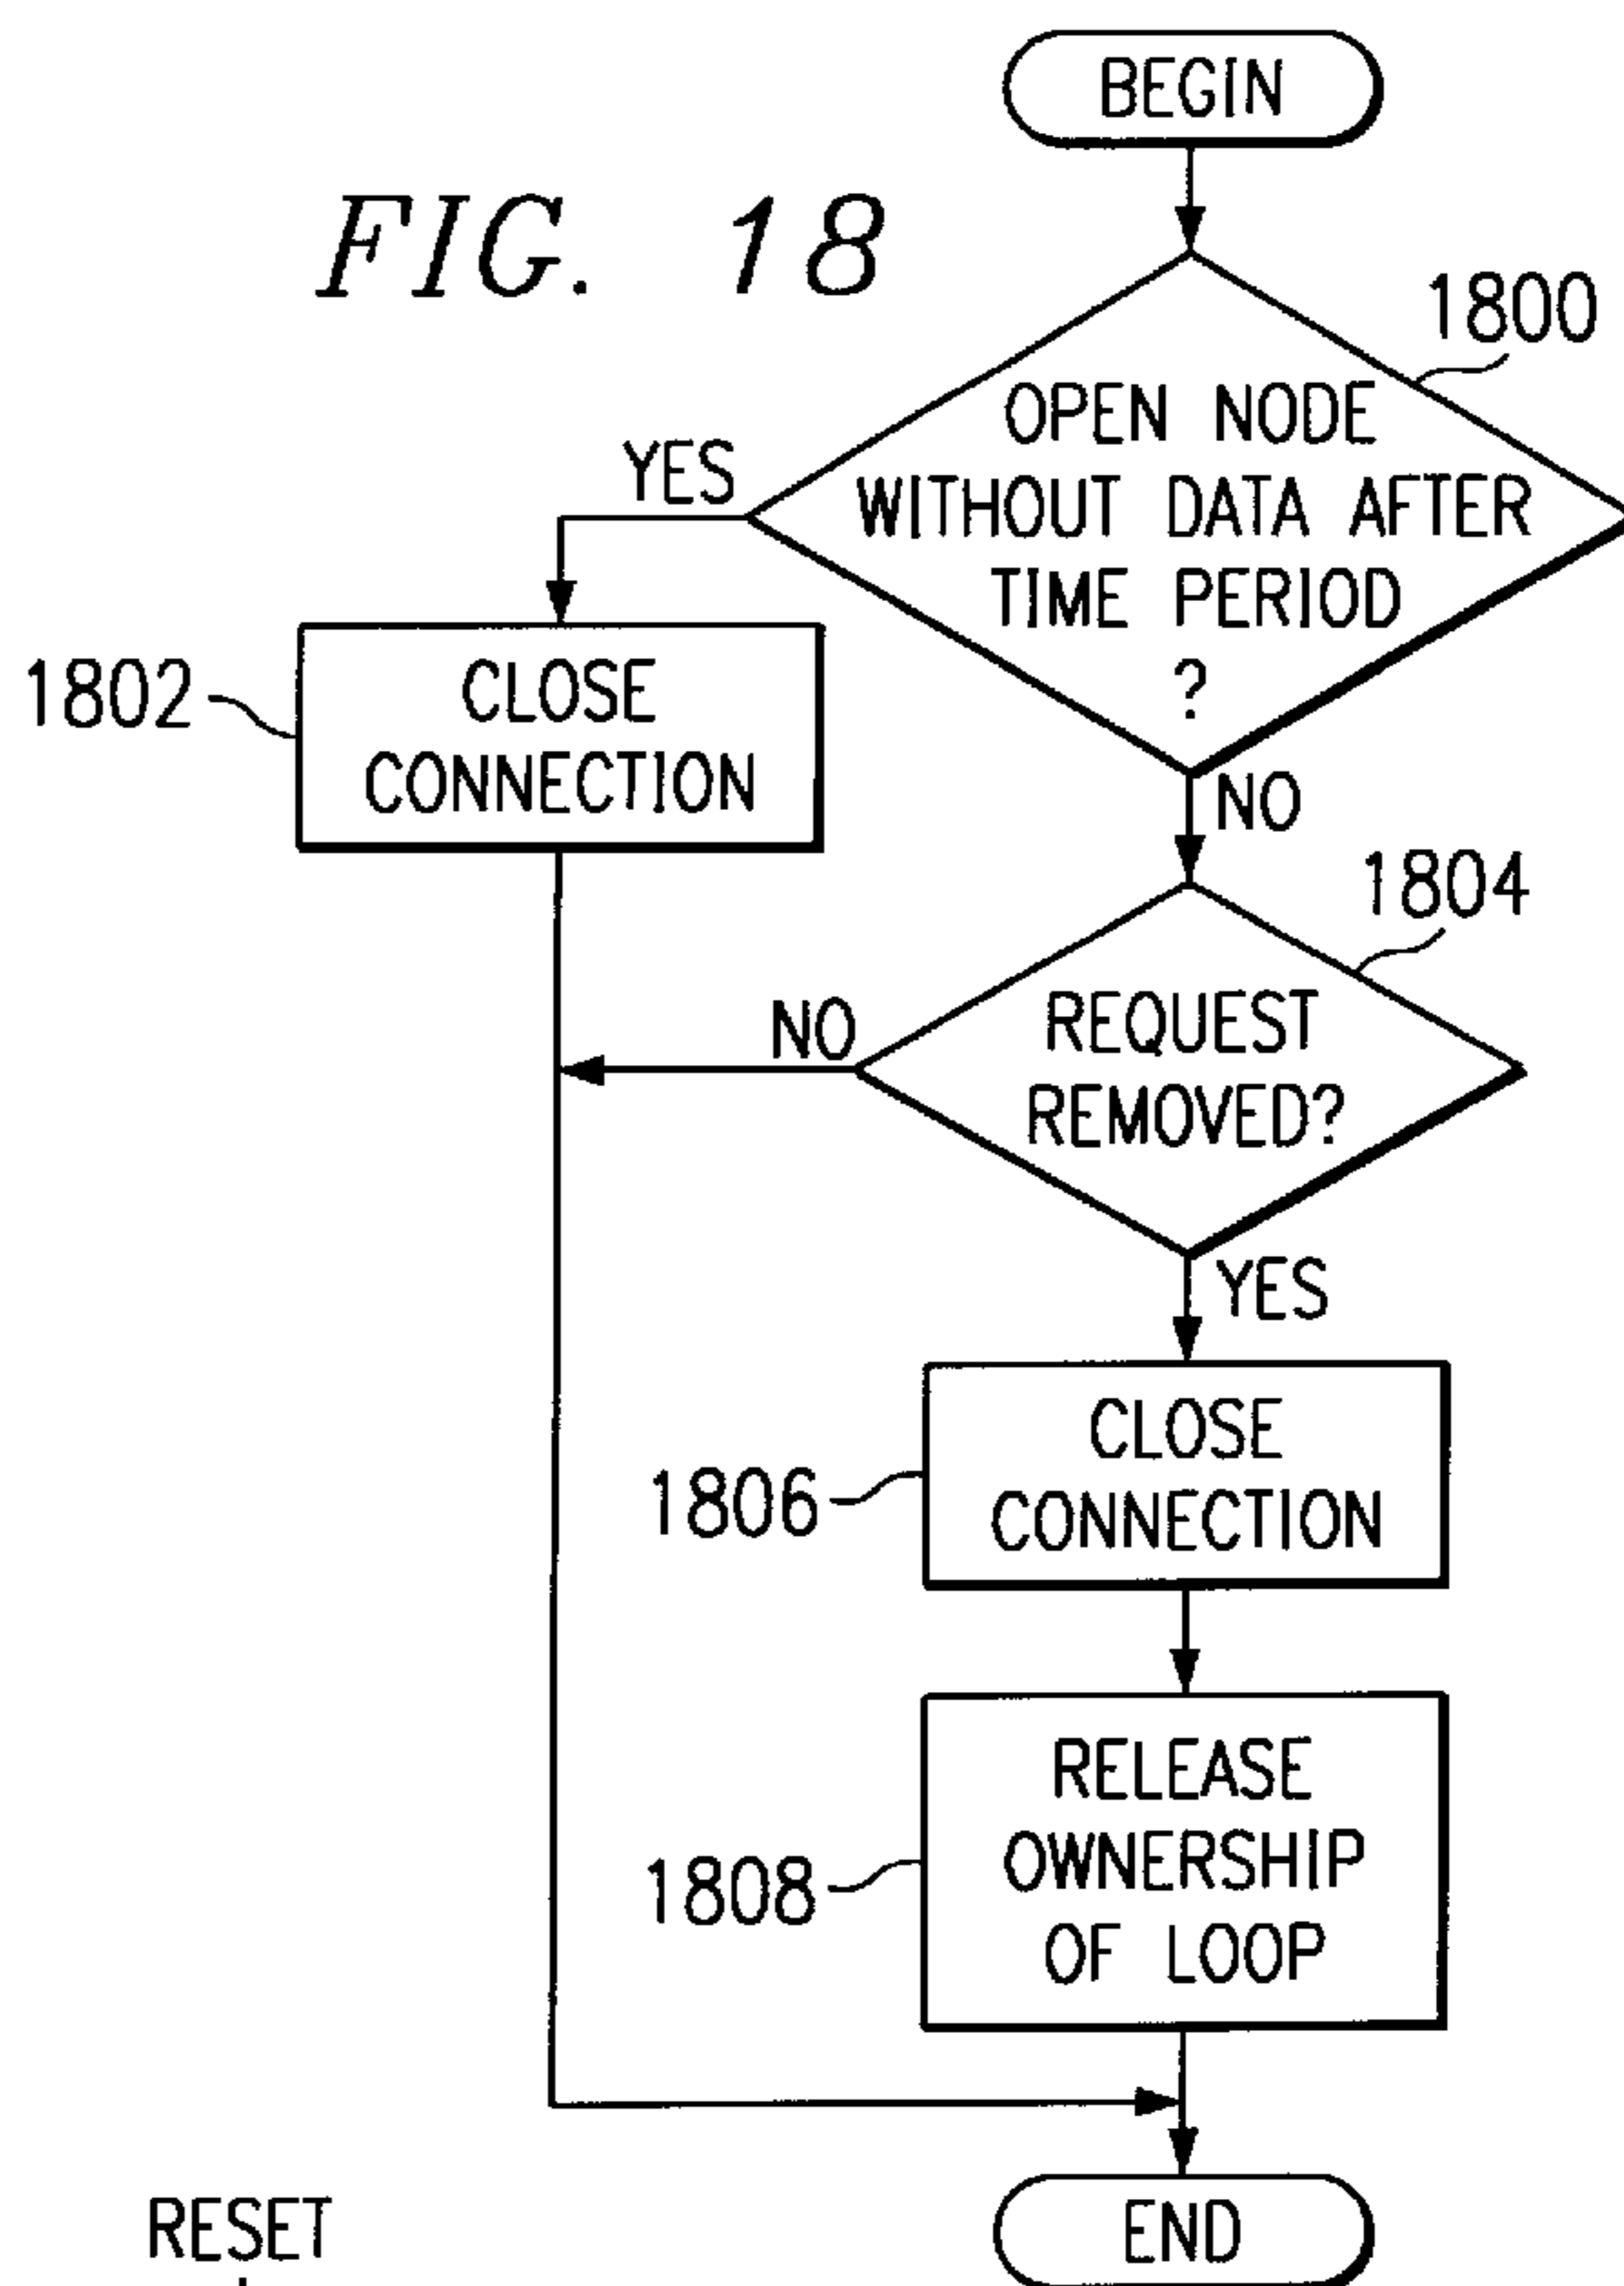 BEGIN
FIG. 18
1800
OPEN NODE
WITHOUT DATA AFTER
TIME PERIOD
?
YES
1802
CLOSE
CONNECTION
NO
1804
NO
REQUEST
REMOVED?
YES
1806
CLOSE
CONNECTION
1808
RELEASE
OWNERSHIP
OF LOOP
RESET
END